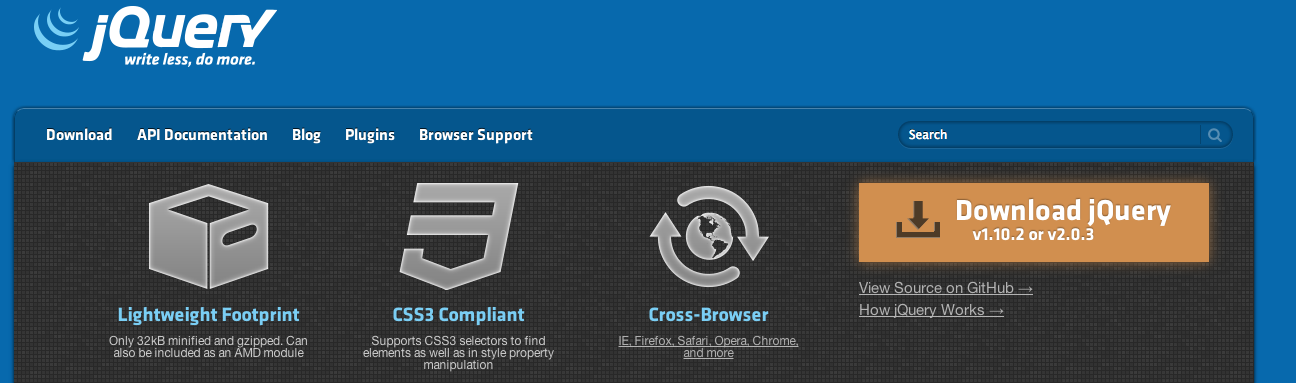 jQuery
write less, do more.
Download
API Documentation
Blog
Plugins
Browser Support
Search
Lightweight Footprint
Only 32kB minified and gzipped. Can
also be included as an AMD module
CSS3 Compliant
Supports CSS3 selectors to find
elements as well as in style property
manipulation
Cross-Browser
IE, Firefox, Safari, Opera, Chrome,
and more
Download jQuery
v1.10.2 or v2.0.3
View Source on GitHub →
How jQuery Works →